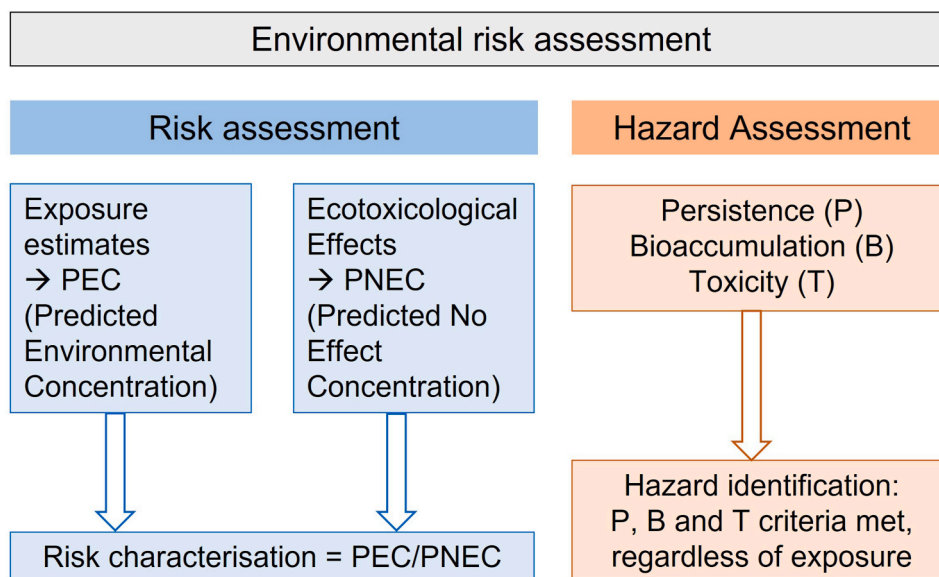 Environmental risk assessment
Risk assessment
Hazard Assessment
Exposure
estimates
→ PEC
(Predicted
Environmental
Concentration)
Ecotoxicological
Effects
→ PNEC
(Predicted No
Effect
Concentration)
Persistence (P)
Bioaccumulation (B)
Toxicity (T)
Risk characterisation = PEC/PNEC
Hazard identification:
P, B and T criteria met,
regardless of exposure